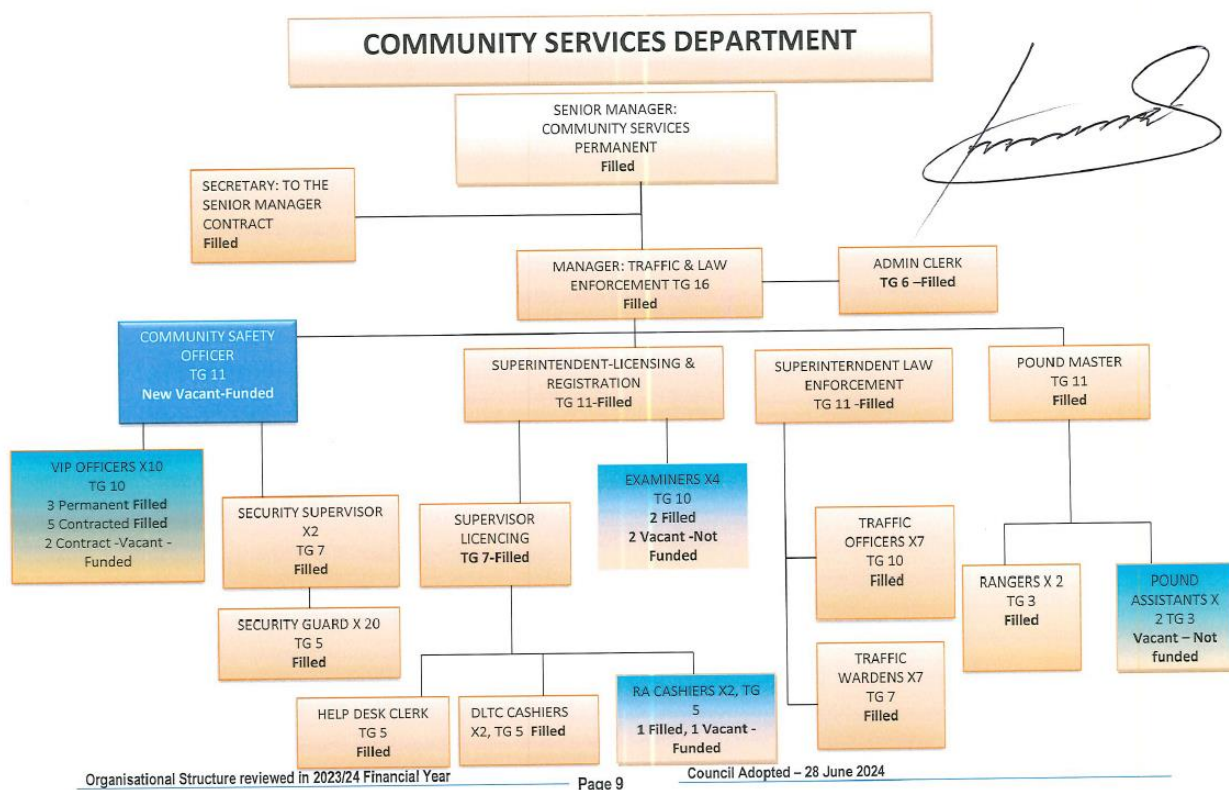 COMMUNITY SERVICES DEPARTMENT
SENIOR MANAGER:
COMMUNITY SERVICES
PERMANENT
Filled
SECRETARY: TO THE
SENIOR MANAGER
CONTRACT
Filled
MANAGER: TRAFFIC & LAW
ENFORCEMENT TG 16
Filled
ADMIN CLERK
TG 6 –Filled
COMMUNITY SAFETY
OFFICER
TG 11
New Vacant-Funded
SUPERINTENDENT-LICENSING &
REGISTRATION
TG 11-Filled
SUPERINTERNDENT LAW
ENFORCEMENT
TG 11 -Filled
POUND MASTER
TG 11
Filled
VIP OFFICERS X10
TG 10
3 Permanent Filled
5 Contracted Filled
2 Contract -Vacant -
Funded
SECURITY SUPERVISOR
X2
TG 7
Filled
SUPERVISOR
LICENCING
TG 7-Filled
EXAMINERS X4
TG 10
2 Filled
2 Vacant -Not
Funded
TRAFFIC
OFFICERS X7
TG 10
Filled
RANGERS X 2
TG 3
Filled
POUND
ASSISTANTS X
2 TG 3
Vacant – Not
funded
SECURITY GUARD X 20
TG 5
Filled
TRAFFIC
WARDENS X7
TG 7
Filled
HELP DESK CLERK
TG 5
Filled
DLTC CASHIERS
X2, TG 5 Filled
RA CASHIERS X2, TG
5
1 Filled, 1 Vacant -
Funded
Organisational Structure reviewed in 2023/24 Financial Year
Page 9
Council Adopted – 28 June 2024